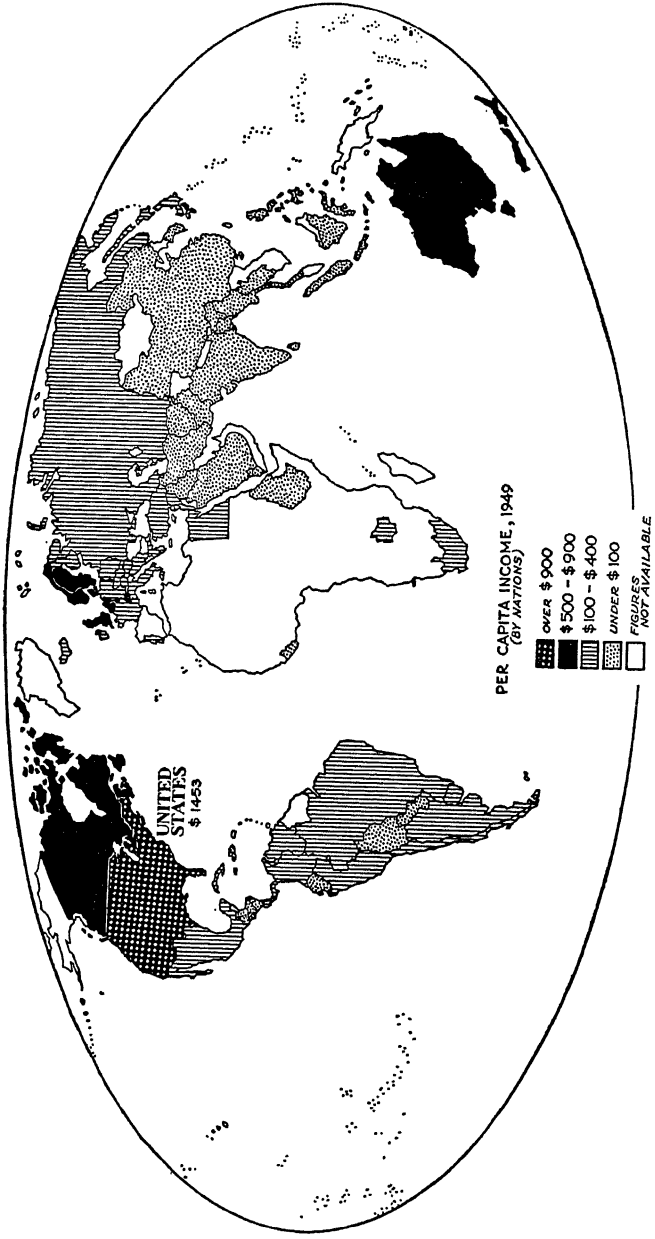 UNITED
STATES
$ 1453
PER CAPITA INCOME, 1949
(BY NATIONS)
OVER $ 900
$ 500 - $ 900
$ 100 - $ 400
UNDER $ 100
FIGURES
NOT AVAILABLE